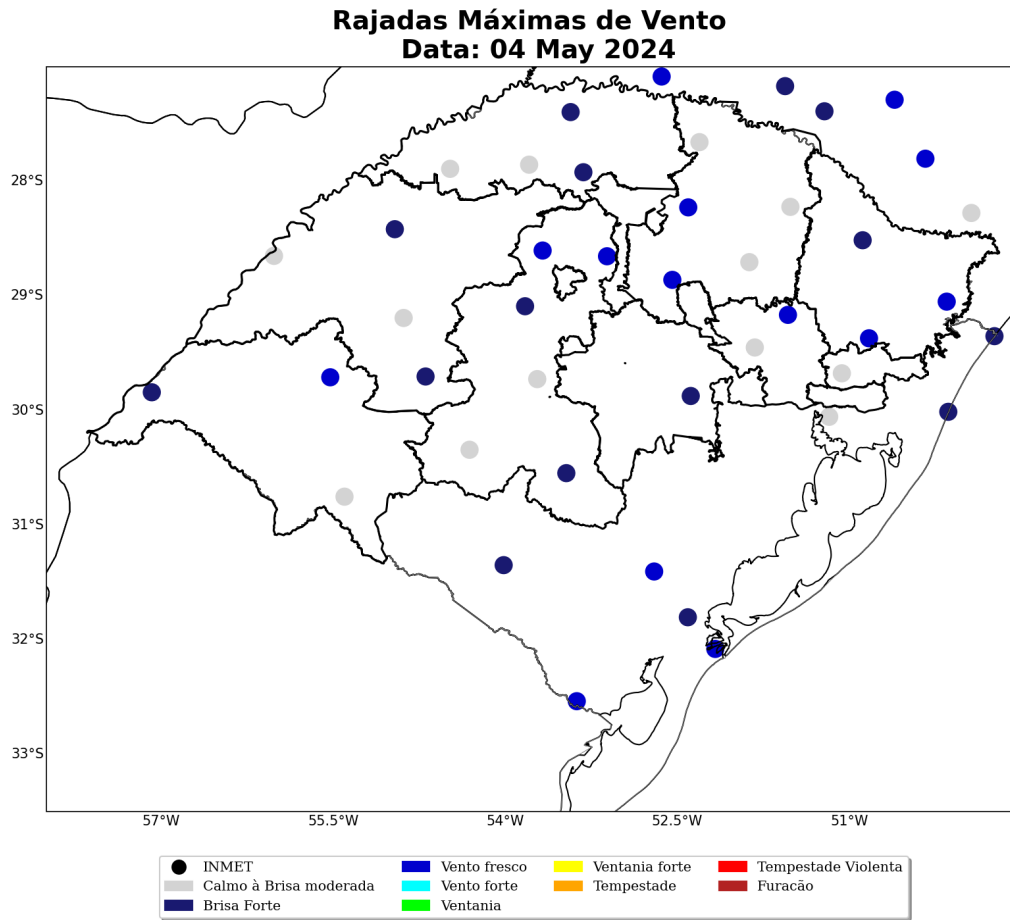 Rajadas Máximas de Vento
Data: 04 May 2024
28°S
29°S
30°S
31°S
32°S
33°S
57°W
55.5°W
54°W
52.5°W
51°W
INMET
Calmo à Brisa moderada
Brisa Forte
Vento fresco
Vento forte
Ventania
Ventania forte
Tempestade
Tempestade Violenta
Furacão